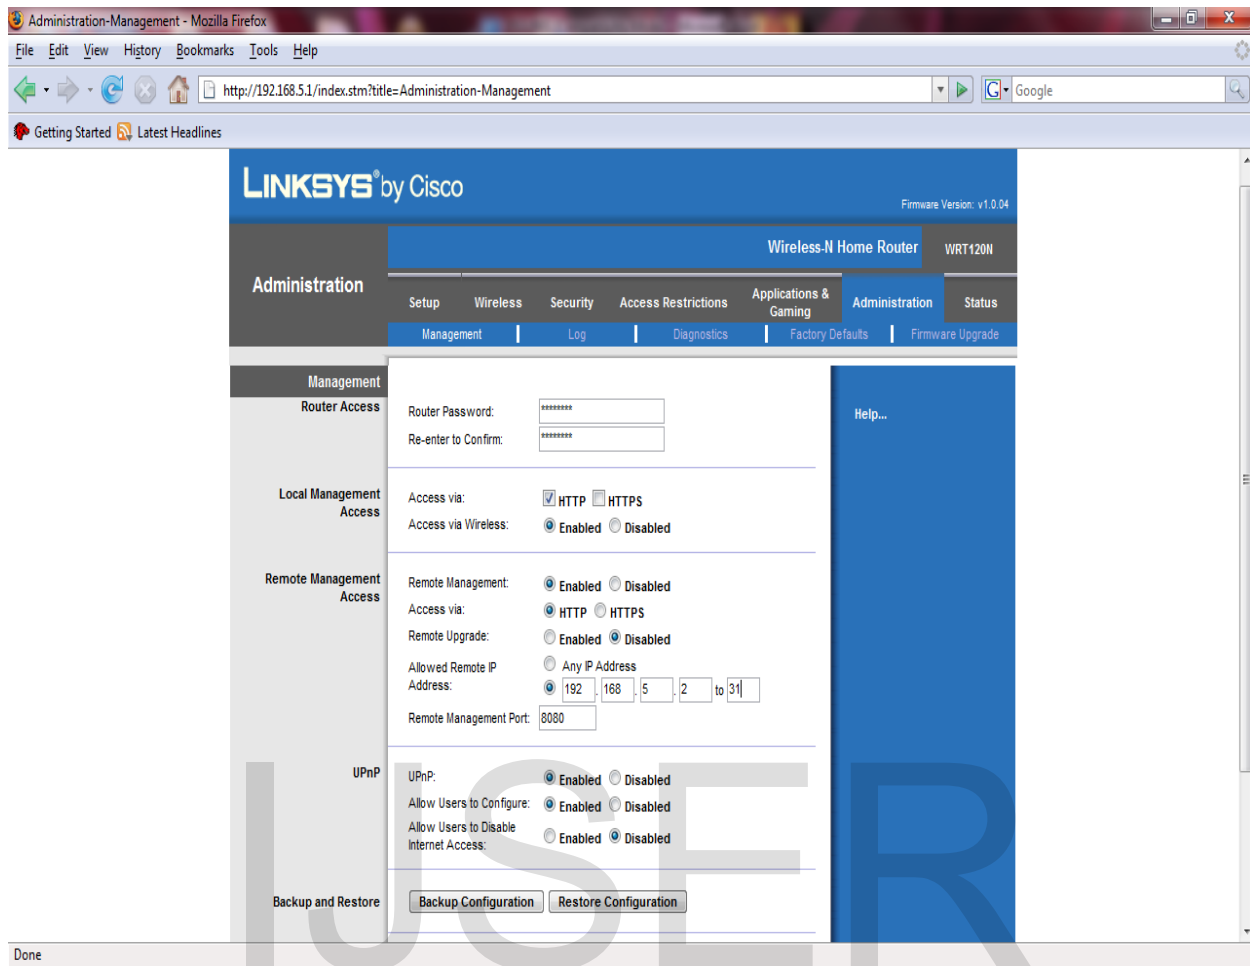 Administration-Management - Mozilla Firefox
File Edit View History Bookmarks Tools Help
http://192.168.5.1/index.stm?title=Administration-Management
G Google
Getting Started Latest Headlines
LINKSYS® by Cisco
Firmware Version: v1.0.04
Wireless-N Home Router WRT120N
Administration
Setup Wireless Security Access Restrictions Applications & Gaming Administration Status
Management Log Diagnostics Factory Defaults Firmware Upgrade
Management
Router Access
Router Password: ********
Re-enter to Confirm: ********
Help...
Local Management Access
Access via: HTTP HTTPS
Access via Wireless: Enabled Disabled
Remote Management Access
Remote Management: Enabled Disabled
Access via: HTTP HTTPS
Remote Upgrade: Enabled Disabled
Allowed Remote IP Address: Any IP Address
192 . 168 . 5 . 2 to 31
Remote Management Port: 8080
UPnP
UPnP: Enabled Disabled
Allow Users to Configure: Enabled Disabled
Allow Users to Disable Internet Access: Enabled Disabled
Backup and Restore
Backup Configuration Restore Configuration
IJSER
Done